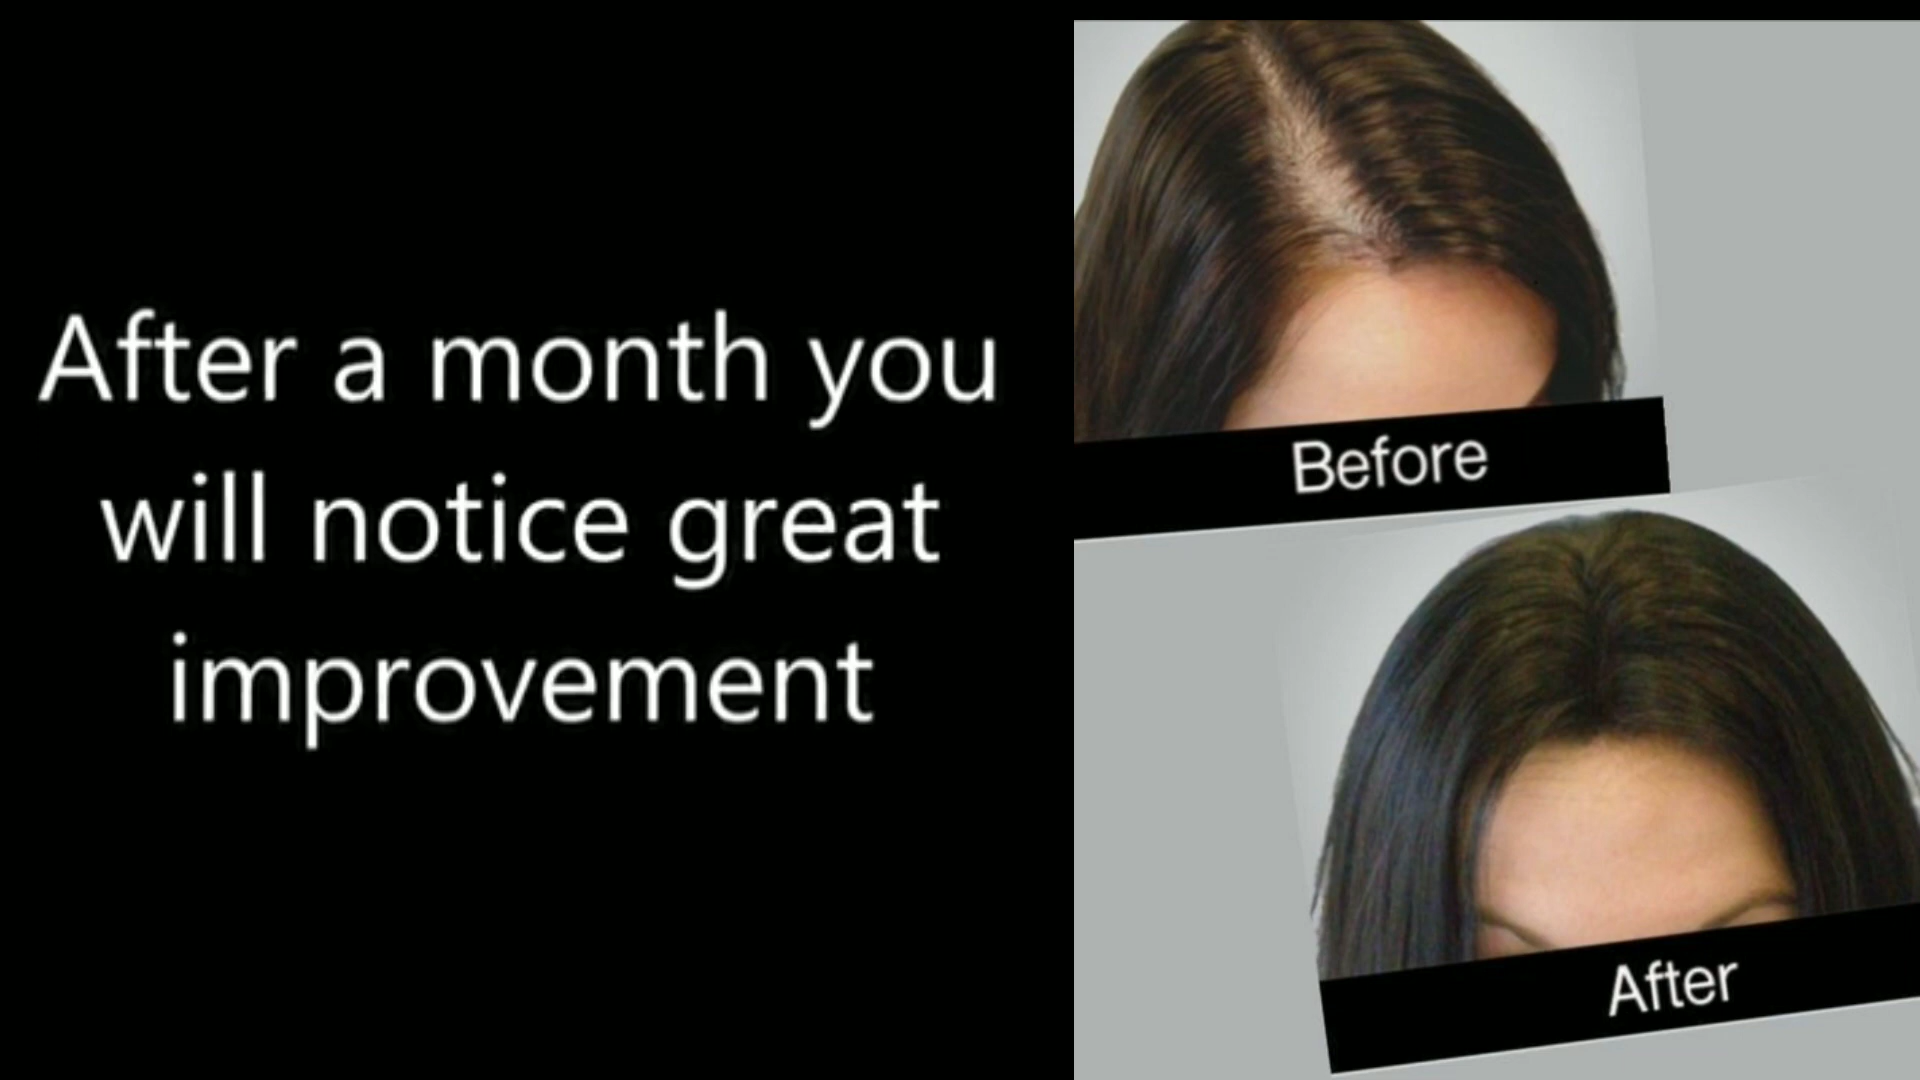 After a month you
will notice great
improvement
Before
After